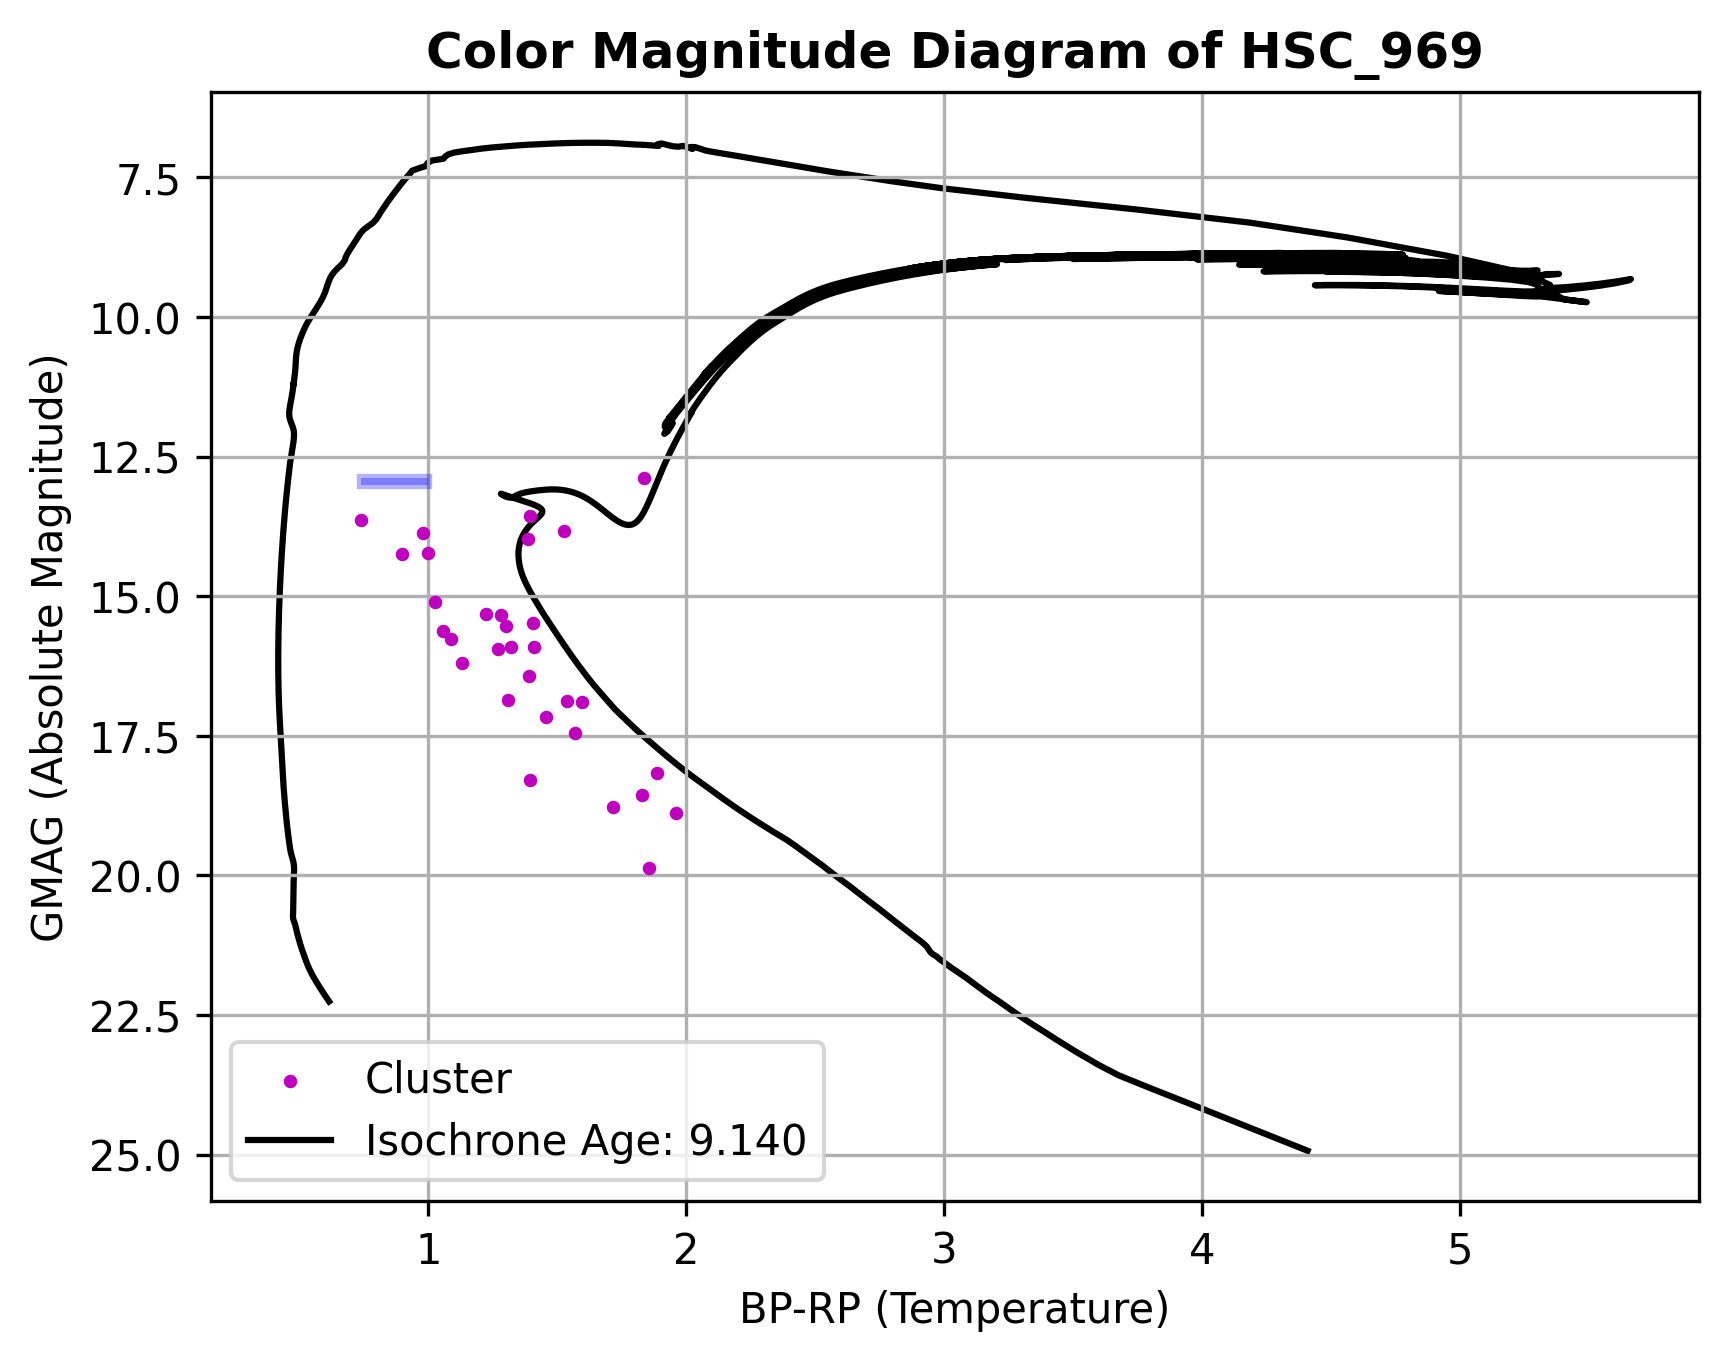 Color Magnitude Diagram of HSC_969
GMAG (Absolute Magnitude)
7.5
10.0
12.5
15.0
17.5
20.0
22.5
25.0
Cluster
Isochrone Age: 9.140
1 2 3 4 5
BP-RP (Temperature)